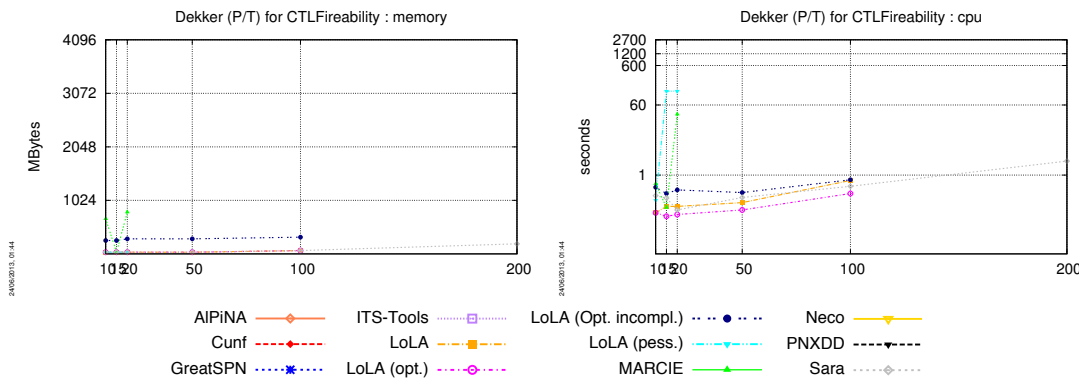 Dekker (P/T) for CTLFireability : memory
4096
3072
2048
1024
MBytes
10 15 20 50 100 200
24/06/2013, 01:44
Dekker (P/T) for CTLFireability : cpu
2700
1200
600
60
1
seconds
10 15 20 50 100 200
24/06/2013, 01:44
AlPiNA
Cunf
GreatSPN
ITS-Tools
LoLA
LoLA (opt.)
LoLA (Opt. incompl.)
LoLA (pess.)
MARCIE
Neco
PNXDD
Sara